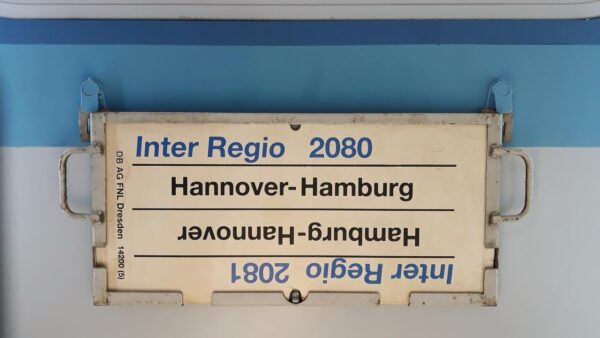 Inter Regio 2080
Hannover-Hamburg
Hamburg-Hannover
Inter Regio 2081
DB AG FNL Dresden 14200 (5)